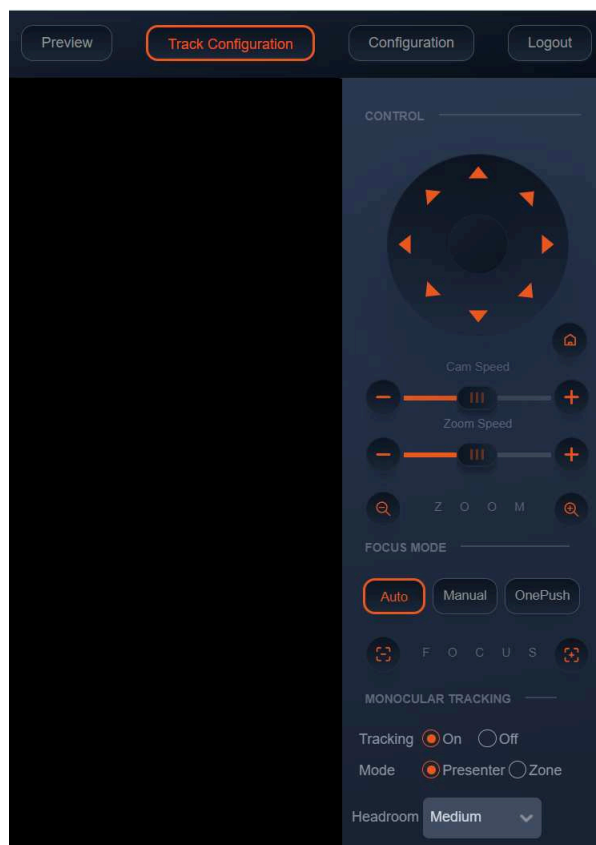 Preview Track Configuration Configuration Logout
CONTROL
Cam Speed
Zoom Speed
Z O O M
FOCUS MODE
Auto Manual OnePush
F O C U S
MONOCULAR TRACKING
Tracking On Off
Mode Presenter Zone
Headroom Medium